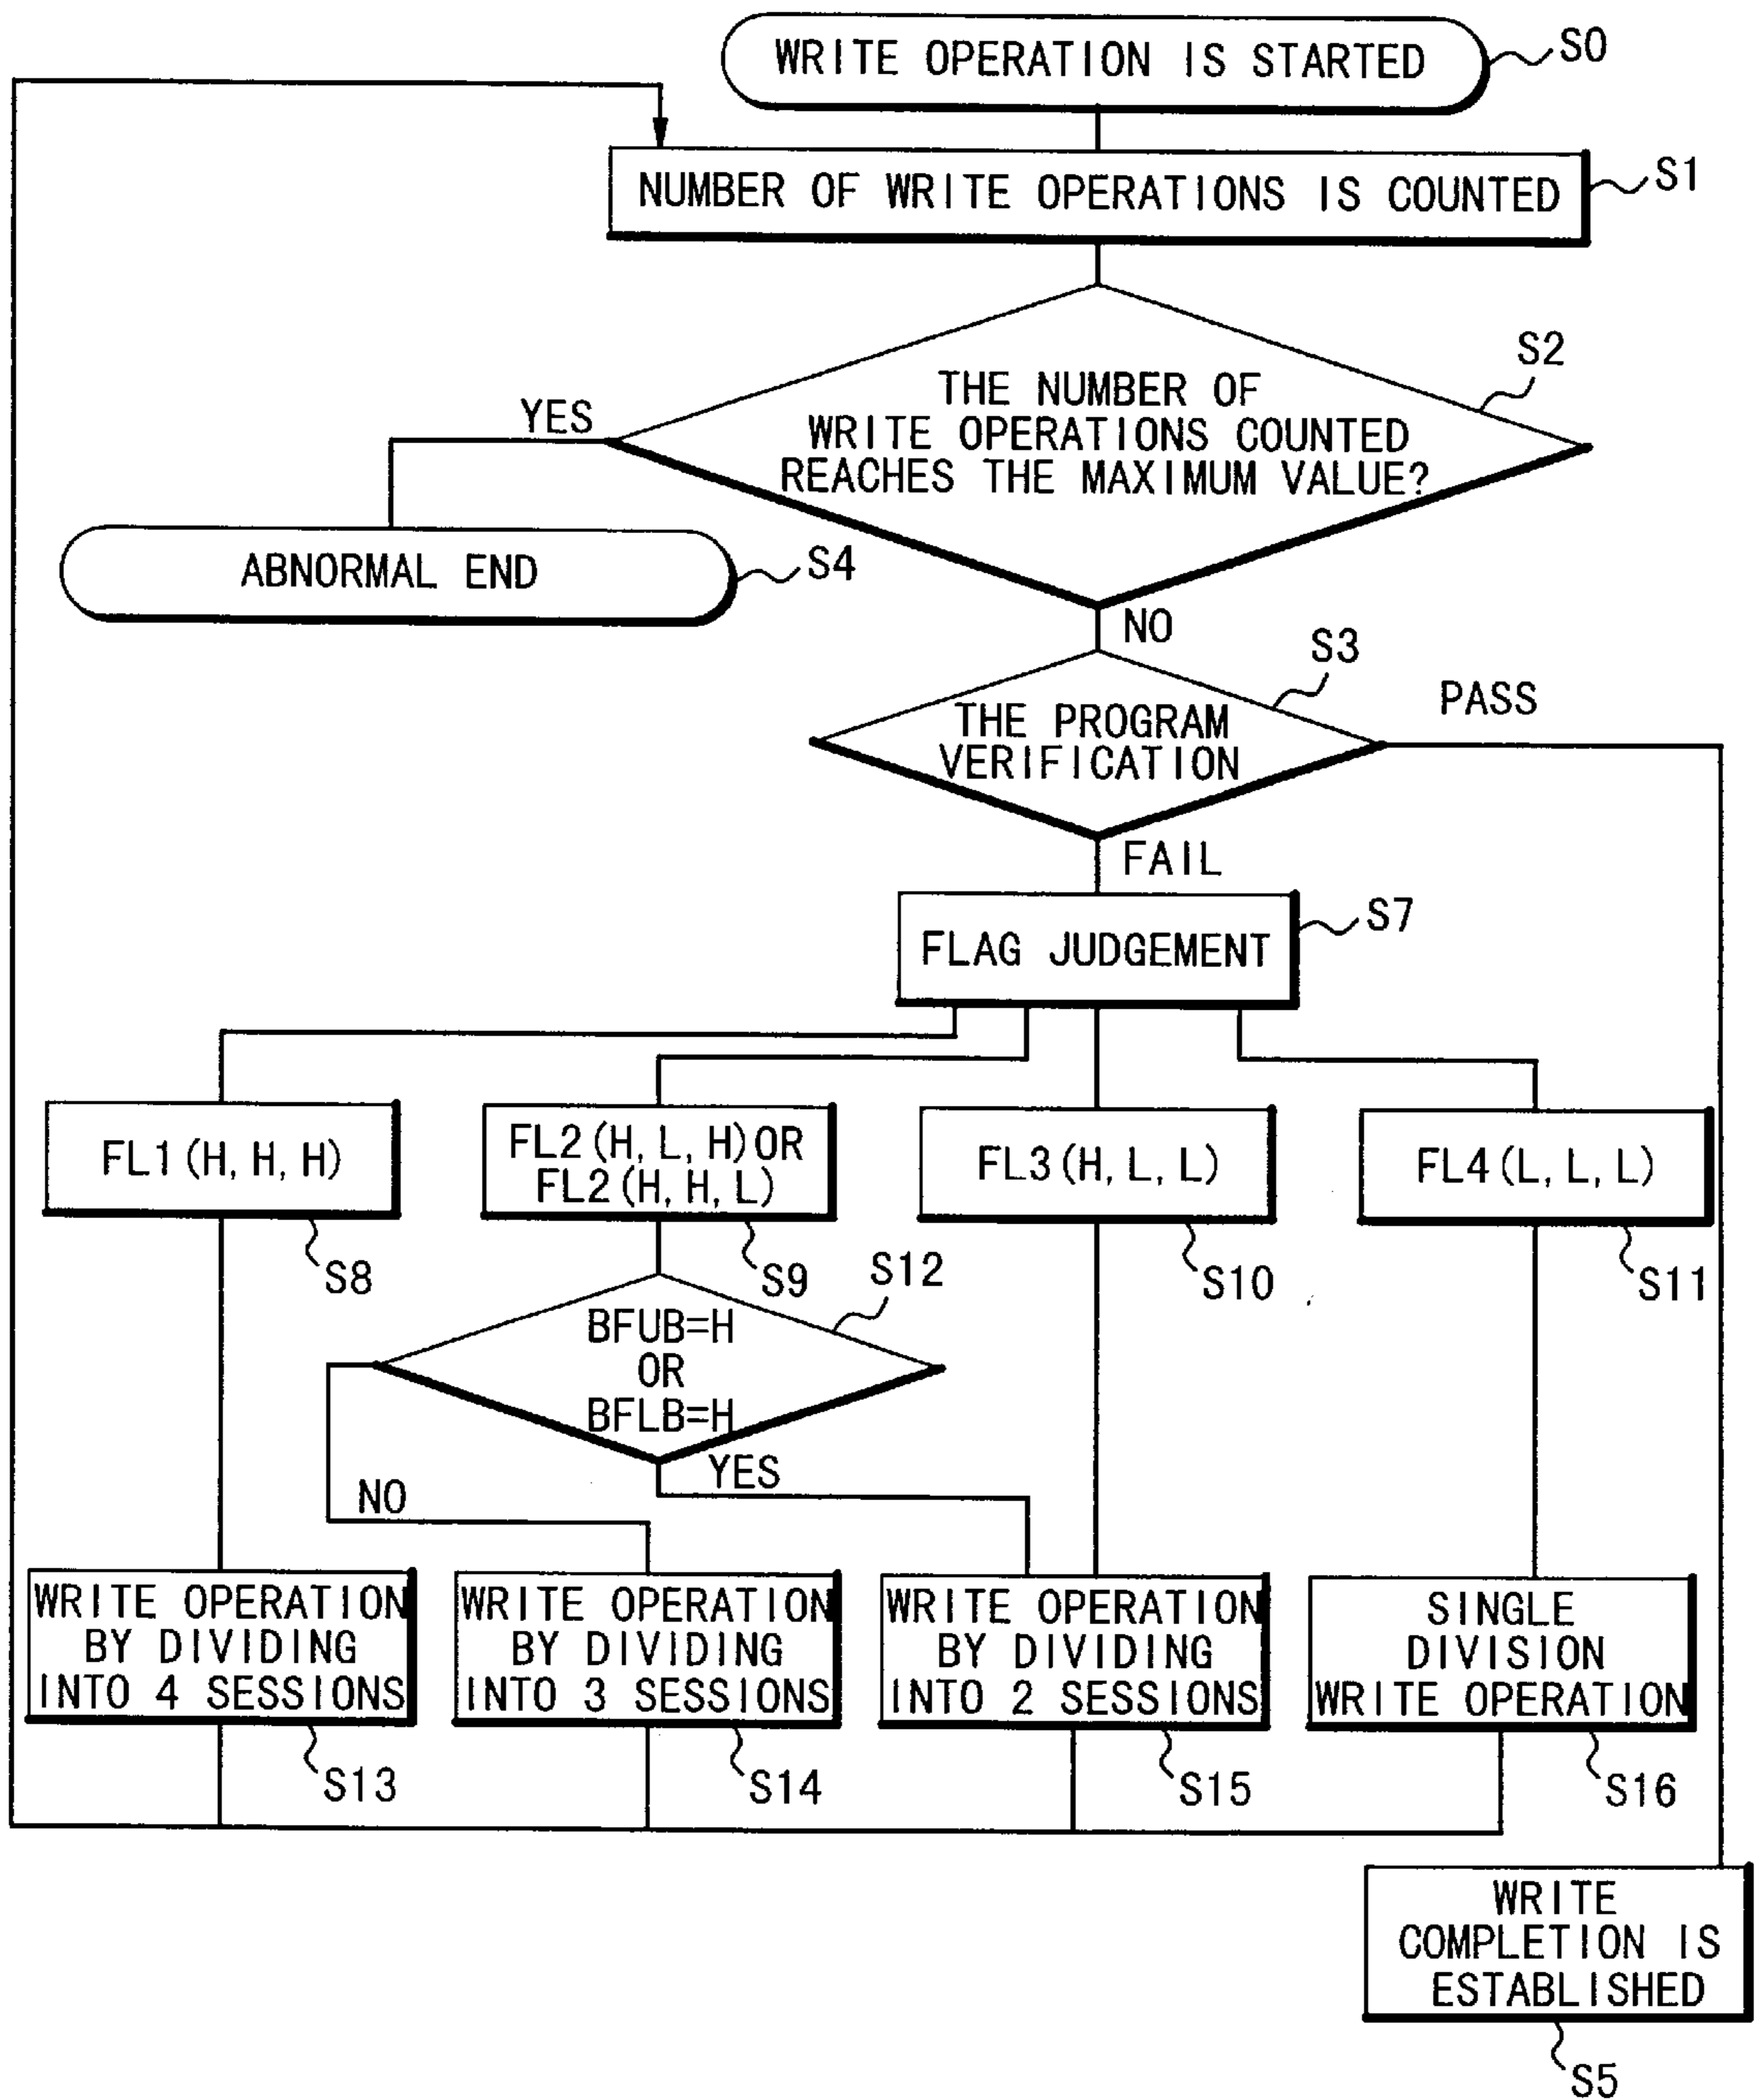 WRITE OPERATION IS STARTED
S0
NUMBER OF WRITE OPERATIONS IS COUNTED
S1
S2
THE NUMBER OF
WRITE OPERATIONS COUNTED
REACHES THE MAXIMUM VALUE?
YES
ABNORMAL END
S4
NO
S3
THE PROGRAM
VERIFICATION
PASS
FAIL
FLAG JUDGEMENT
S7
FL1(H, H, H)
S8
FL2(H, L, H)OR
FL2(H, H, L)
S9
FL3(H, L, L)
S10
FL4(L, L, L)
S11
S12
BFUB=H
OR
BFLB=H
YES
NO
WRITE OPERATION
BY DIVIDING
INTO 4 SESSIONS
S13
WRITE OPERATION
BY DIVIDING
INTO 3 SESSIONS
S14
WRITE OPERATION
BY DIVIDING
INTO 2 SESSIONS
S15
SINGLE
DIVISION
WRITE OPERATION
S16
WRITE
COMPLETION IS
ESTABLISHED
S5